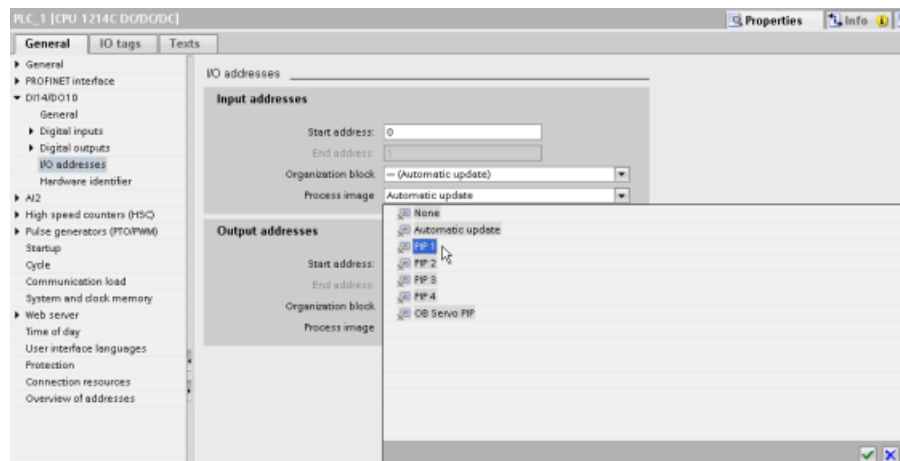 PLC_1 [CPU 1214C DC/DC/DC]
Properties
Info
General
IO tags
Texts
General
PROFINET interface
DI14/DO10
General
Digital inputs
Digital outputs
I/O addresses
Hardware identifier
AI2
High speed counters (HSC)
Pulse generators (PTO/PWM)
Startup
Cycle
Communication load
System and clock memory
Web server
Time of day
User interface languages
Protection
Connection resources
Overview of addresses
I/O addresses
Input addresses
Start address: 0
End address: 1
Organization block --- (Automatic update)
Process image Automatic update
None
Automatic update
PIP 1
PIP 2
PIP 3
PIP 4
OB Servo PIP
Output addresses
Start address:
End address:
Organization block
Process image